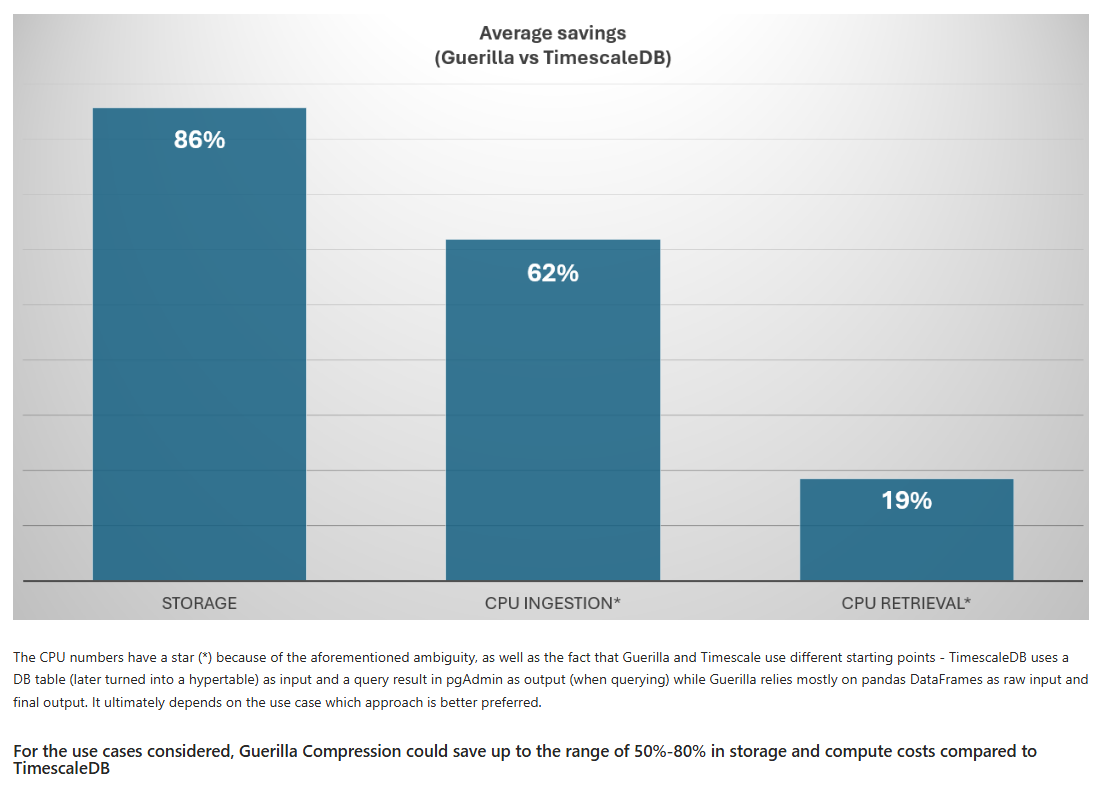 Average savings
(Guerilla vs TimescaleDB)
86%
62%
19%
STORAGE
CPU INGESTION*
CPU RETRIEVAL*
The CPU numbers have a star (*) because of the aforementioned ambiguity, as well as the fact that Guerilla and Timescale use different starting points - TimescaleDB uses a
DB table (later turned into a hypertable) as input and a query result in pgAdmin as output (when querying) while Guerilla relies mostly on pandas DataFrames as raw input and
final output. It ultimately depends on the use case which approach is better preferred.
For the use cases considered, Guerilla Compression could save up to the range of 50%-80% in storage and compute costs compared to
TimescaleDB